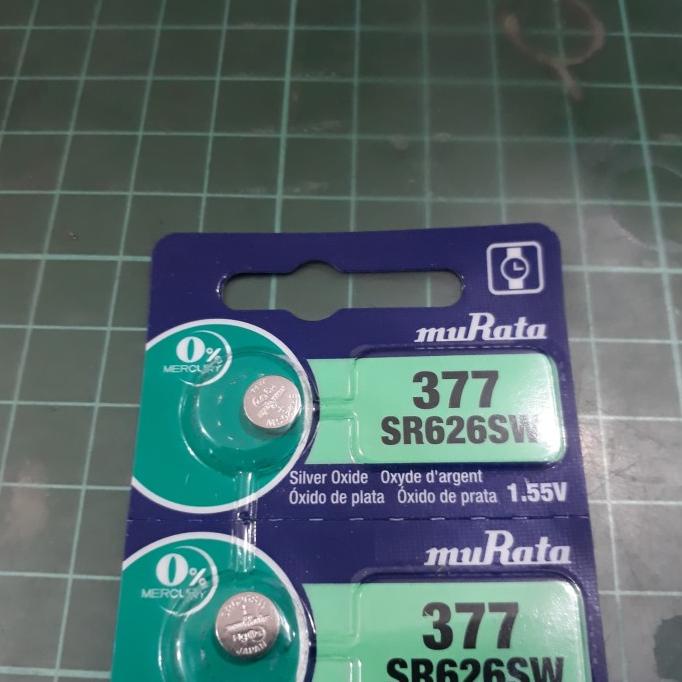 muRata
0%
MERCURY
377
SR626SW
Silver Oxide Oxyde d'argent
Óxido de plata Óxido de prata 1.55V
muRata
0%
MERCURY
377
SR626SW
JAPAN